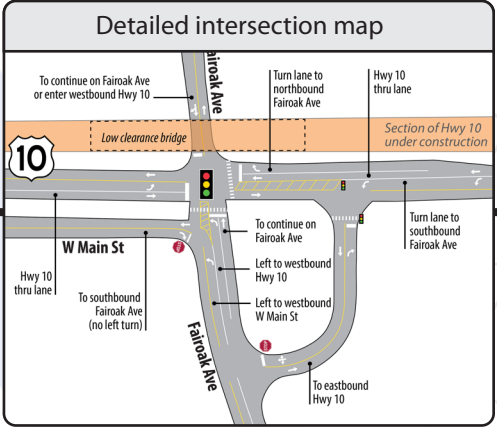 Detailed intersection map
To continue on Fairoak Ave
or enter westbound Hwy 10
Fairoak Ave
Turn lane to
northbound
Fairoak Ave
Hwy 10
thru lane
Low clearance bridge
Section of Hwy 10
under construction
10
Turn lane to
southbound
Fairoak Ave
To continue on
Fairoak Ave
W Main St
Left to westbound
Hwy 10
Hwy 10
thru lane
To southbound
Fairoak Ave
(no left turn)
Left to westbound
W Main St
Fairoak Ave
To eastbound
Hwy 10